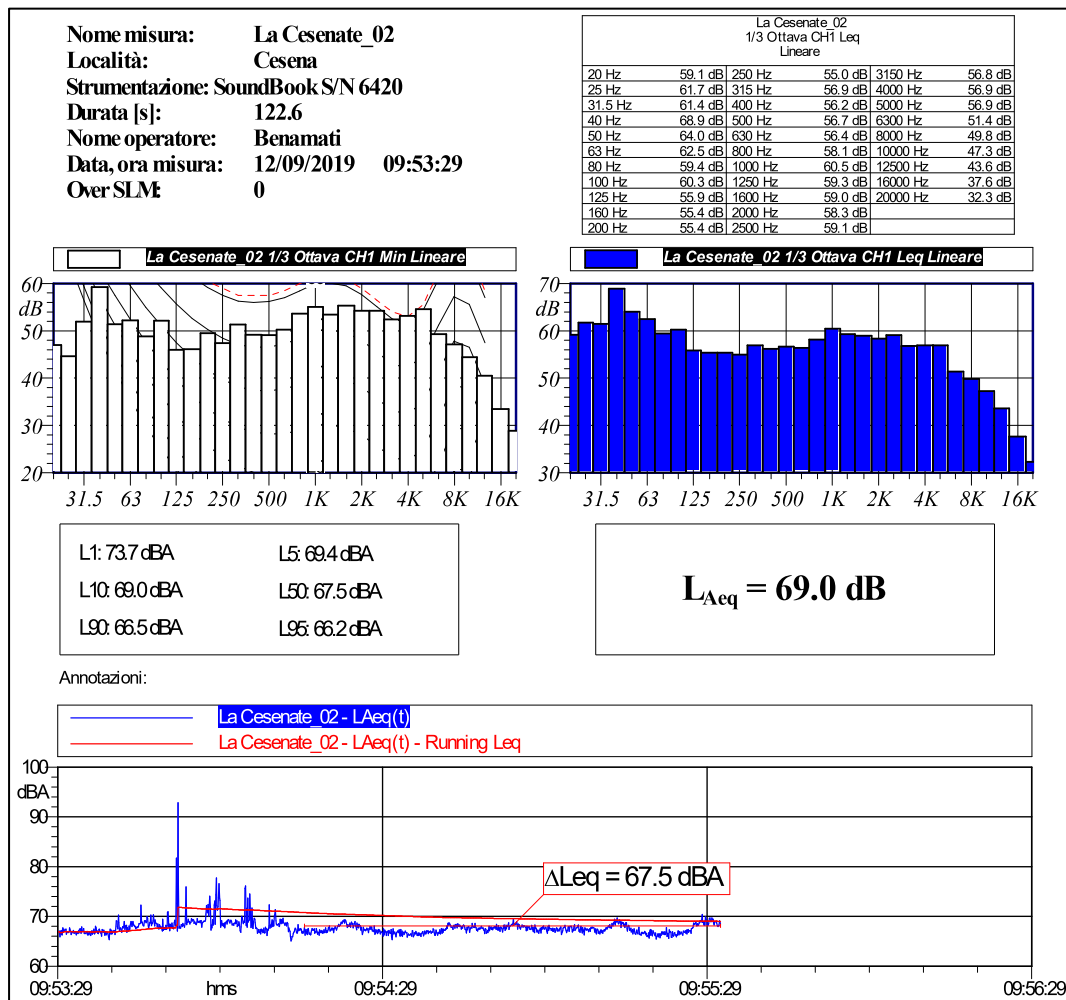 Nome misura: La Cesenate_02
Località: Cesena
Strumentazione: SoundBook S/N 6420
Durata [s]: 122.6
Nome operatore: Benamati
Data, ora misura: 12/09/2019 09:53:29
Over SLM: 0
La Cesenate_02
1/3 Ottava CH1 Leq
Lineare
20 Hz 59.1 dB 250 Hz 55.0 dB 3150 Hz 56.8 dB
25 Hz 61.7 dB 315 Hz 56.9 dB 4000 Hz 56.9 dB
31.5 Hz 61.4 dB 400 Hz 56.2 dB 5000 Hz 56.9 dB
40 Hz 68.9 dB 500 Hz 56.7 dB 6300 Hz 51.4 dB
50 Hz 64.0 dB 630 Hz 56.4 dB 8000 Hz 49.8 dB
63 Hz 62.5 dB 800 Hz 58.1 dB 10000 Hz 47.3 dB
80 Hz 59.4 dB 1000 Hz 60.5 dB 12500 Hz 43.6 dB
100 Hz 60.3 dB 1250 Hz 59.3 dB 16000 Hz 37.6 dB
125 Hz 55.9 dB 1600 Hz 59.0 dB 20000 Hz 32.3 dB
160 Hz 55.4 dB 2000 Hz 58.3 dB
200 Hz 55.4 dB 2500 Hz 59.1 dB
La Cesenate_02 1/3 Ottava CH1 Min Lineare
60
dB
50
40
30
20
31.5 63 125 250 500 1K 2K 4K 8K 16K
La Cesenate_02 1/3 Ottava CH1 Leq Lineare
70
dB
60
50
40
30
31.5 63 125 250 500 1K 2K 4K 8K 16K
L1: 73.7 dBA L5: 69.4 dBA
L10: 69.0 dBA L50: 67.5 dBA
L90: 66.5 dBA L95: 66.2 dBA
LAeq = 69.0 dB
Annotazioni:
La Cesenate_02 - LAeq(t)
La Cesenate_02 - LAeq(t) - Running Leq
100
dBA
90
80
ΔLeq = 67.5 dBA
70
60
09:53:29 hms 09:54:29 09:55:29 09:56:29